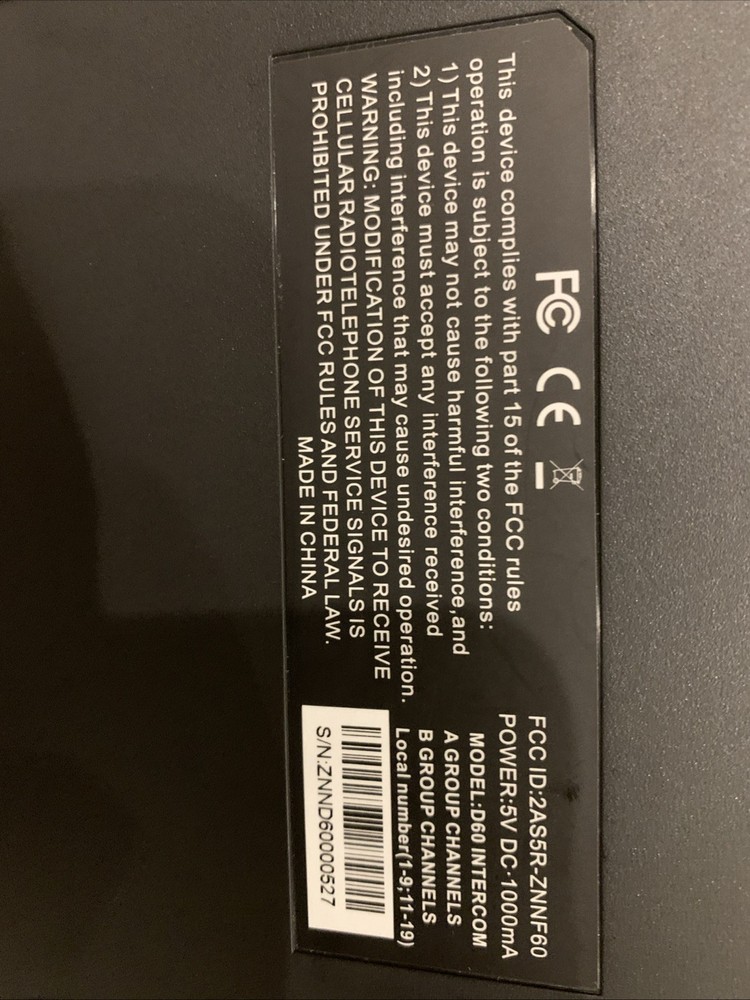 FC CE
This device complies with part 15 of the FCC rules
operation is subject to the following two conditions:
1) This device may not cause harmful interference,and
2) This device must accept any interference received
including interference that may cause undesired operation.
WARNING: MODIFICATION OF THIS DEVICE TO RECEIVE
CELLULAR RADIOTELEPHONE SERVICE SIGNALS IS
PROHIBITED UNDER FCC RULES AND FEDERAL LAW.
MADE IN CHINA
FCC ID:2AS5R-ZNNF60
POWER:5V DC·1000mA
MODEL.:D60 INTERCOM
A GROUP CHANNELS
B GROUP CHANNELS
Local number(1-9;11-19)
S/N:ZNND60000527